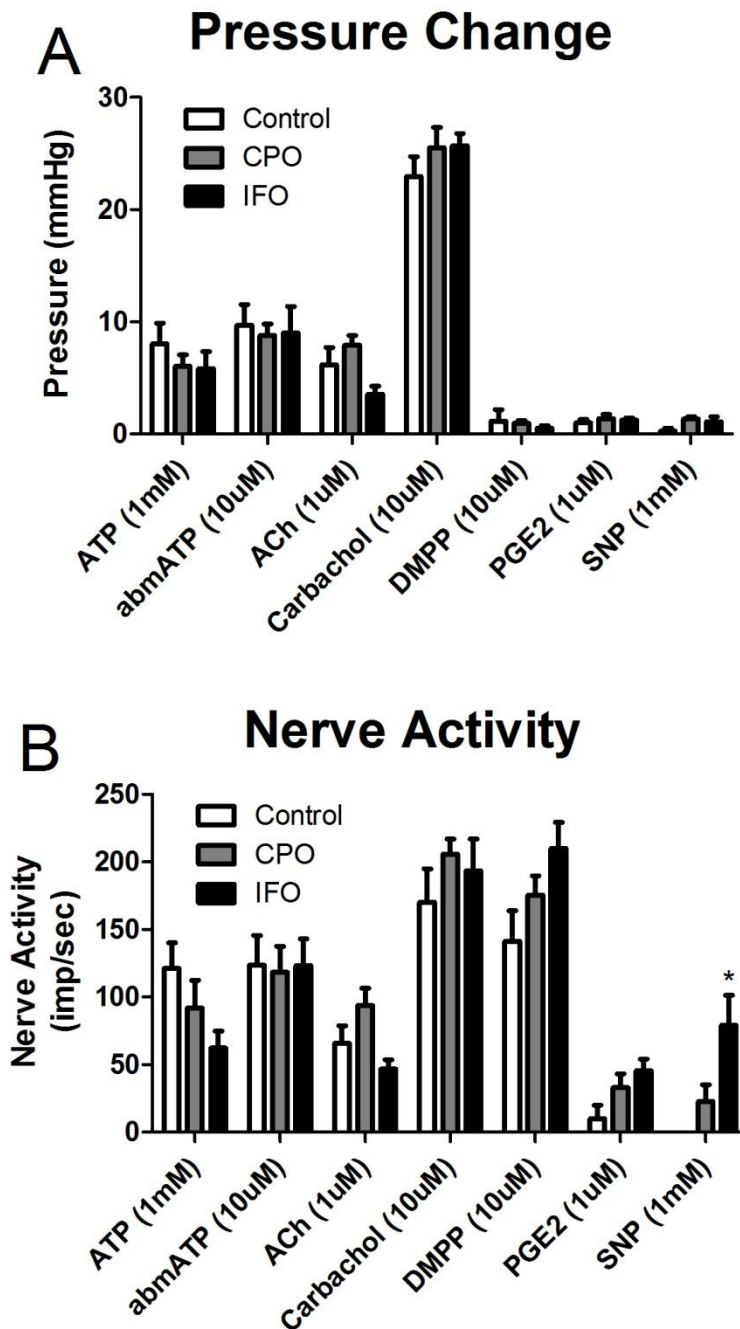 A
Pressure Change
Pressure (mmHg)
30
20
10
0
Control
CPO
IFO
ATP (1mM)
abmATP (10uM)
ACh (1uM)
Carbachol (10uM)
DMPP (10uM)
PGE2 (1uM)
SNP (1mM)
B
Nerve Activity
Nerve Activity
(imp/sec)
250
200
150
100
50
0
Control
CPO
IFO
*
ATP (1mM)
abmATP (10uM)
ACh (1uM)
Carbachol (10uM)
DMPP (10uM)
PGE2 (1uM)
SNP (1mM)